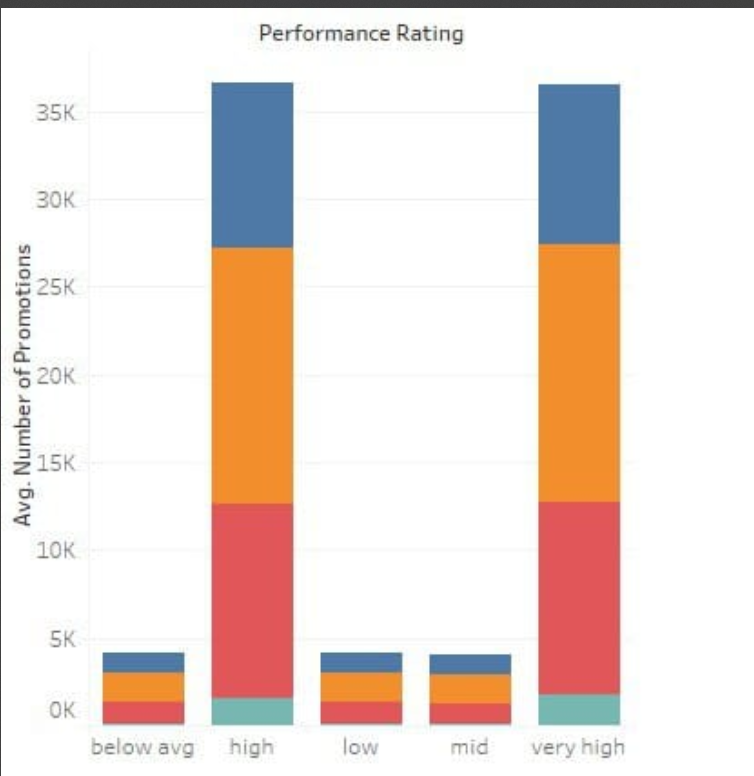 Performance Rating
Avg. Number of Promotions
35K
30K
25K
20K
15K
10K
5K
0K
below avg high low mid very high